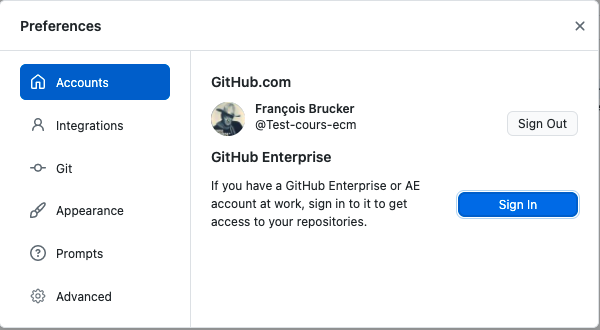 Preferences
Accounts
Integrations
Git
Appearance
Prompts
Advanced
GitHub.com
François Brucker
@Test-cours-ecm
Sign Out
GitHub Enterprise
If you have a GitHub Enterprise or AE
account at work, sign in to it to get
access to your repositories.
Sign In